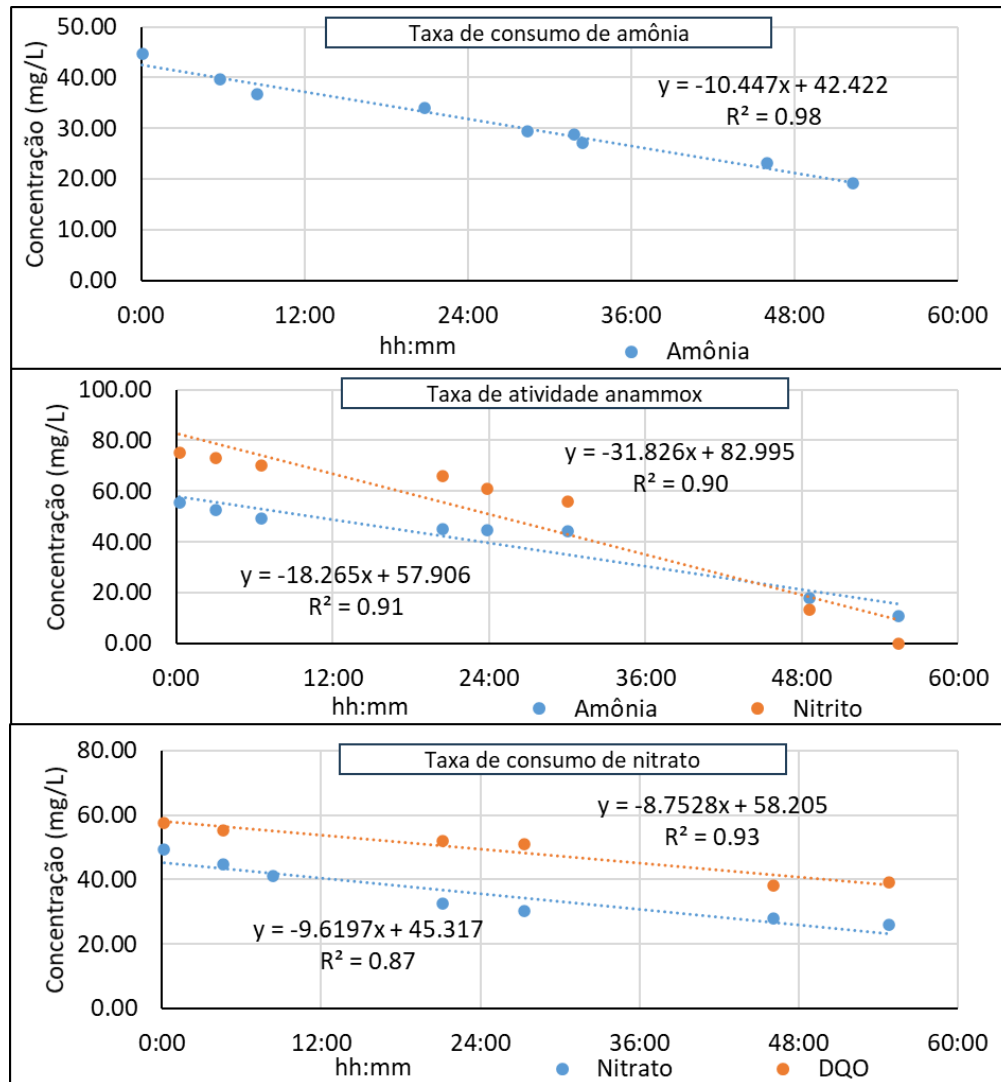 Taxa de consumo de amônia
Concentração (mg/L)
50.00
40.00
30.00
20.00
10.00
0.00
y = -10.447x + 42.422
R² = 0.98
0:00 12:00 24:00 36:00 48:00 60:00
hh:mm
Amônia
Taxa de atividade anammox
Concentração (mg/L)
100.00
80.00
60.00
40.00
20.00
0.00
y = -31.826x + 82.995
R² = 0.90
y = -18.265x + 57.906
R² = 0.91
0:00 12:00 24:00 36:00 48:00 60:00
hh:mm
Amônia Nitrito
Taxa de consumo de nitrato
Concentração (mg/L)
80.00
60.00
40.00
20.00
0.00
y = -8.7528x + 58.205
R² = 0.93
y = -9.6197x + 45.317
R² = 0.87
0:00 12:00 24:00 36:00 48:00 60:00
hh:mm
Nitrato DQO